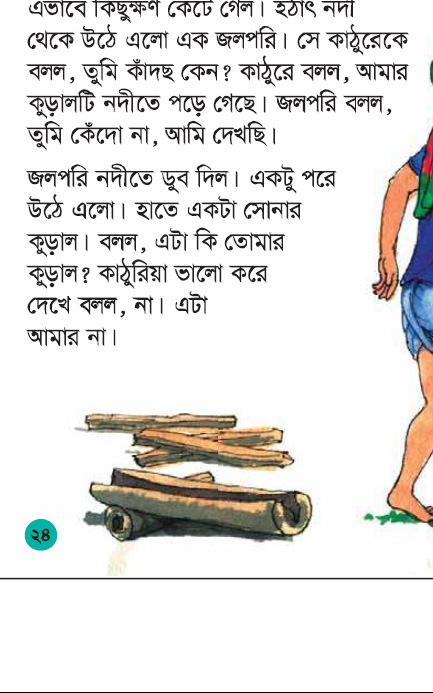 এভাবে কিছুক্ষণ কেটে গেল। হঠাৎ নদী
থেকে উঠে এলো এক জলপরি। সে কাঠুরেকে
বলল, তুমি কাঁদছ কেন? কাঠুরে বলল, আমার
কুড়ালটি নদীতে পড়ে গেছে। জলপরি বলল,
তুমি কেঁদো না, আমি দেখছি।
জলপরি নদীতে ডুব দিল। একটু পরে
উঠে এলো। হাতে একটা সোনার
কুড়াল। বলল, এটা কি তোমার
কুড়াল? কাঠুরিয়া ভালো করে
দেখে বলল, না। এটা
আমার না।
২৪